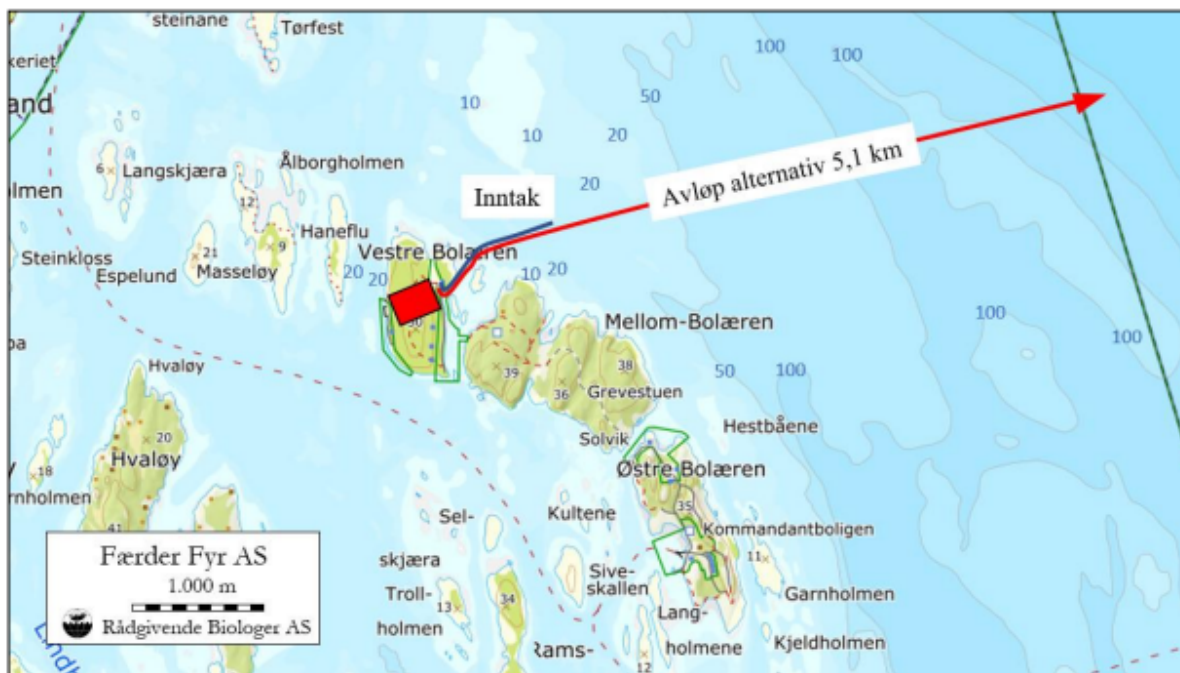 steinane
Tørfest
100
100
keriet
and
10
50
10
20
Avløp alternativ 5,1 km
Ålborgholmen
6
Langskjæra
olmen
20
12
Inntak
Haneflu
9
Vestre Bolæren
21
Steinkloss
Masseløy
Espelund
20
20
10
20
100
Mellom-Bolæren
100
Hvaløy
39
38
50
100
36
Grevestuen
Hestbåene
20
Solvik
Hvaløy
Østre Bolæren
18
rnholmen
35
41
Sel-
Kultene
Kommandantboligen
Færder Fyr AS
skjæra
11
1.000 m
Sive-
skallen
Garnholmen
Troll-
13
34
Rådgivende Biologer AS
holmen
Lang-
holmene
Kjeldholmen
Rams-
12